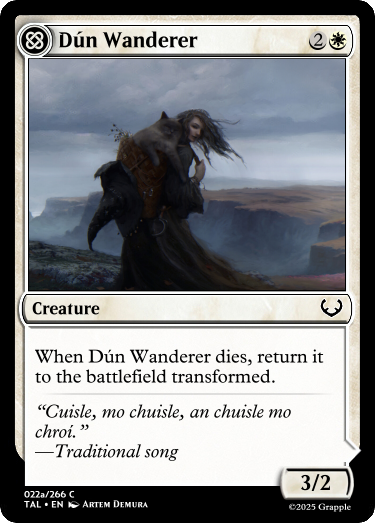 Dún Wanderer 2
Creature
When Dún Wanderer dies, return it
to the battlefield transformed.
“Cuisle, mo chuisle, an chuisle mo
chroí.”
—Traditional song
3/2
022a/266 C
TAL • EN Artem Demura
©2025 Grapple